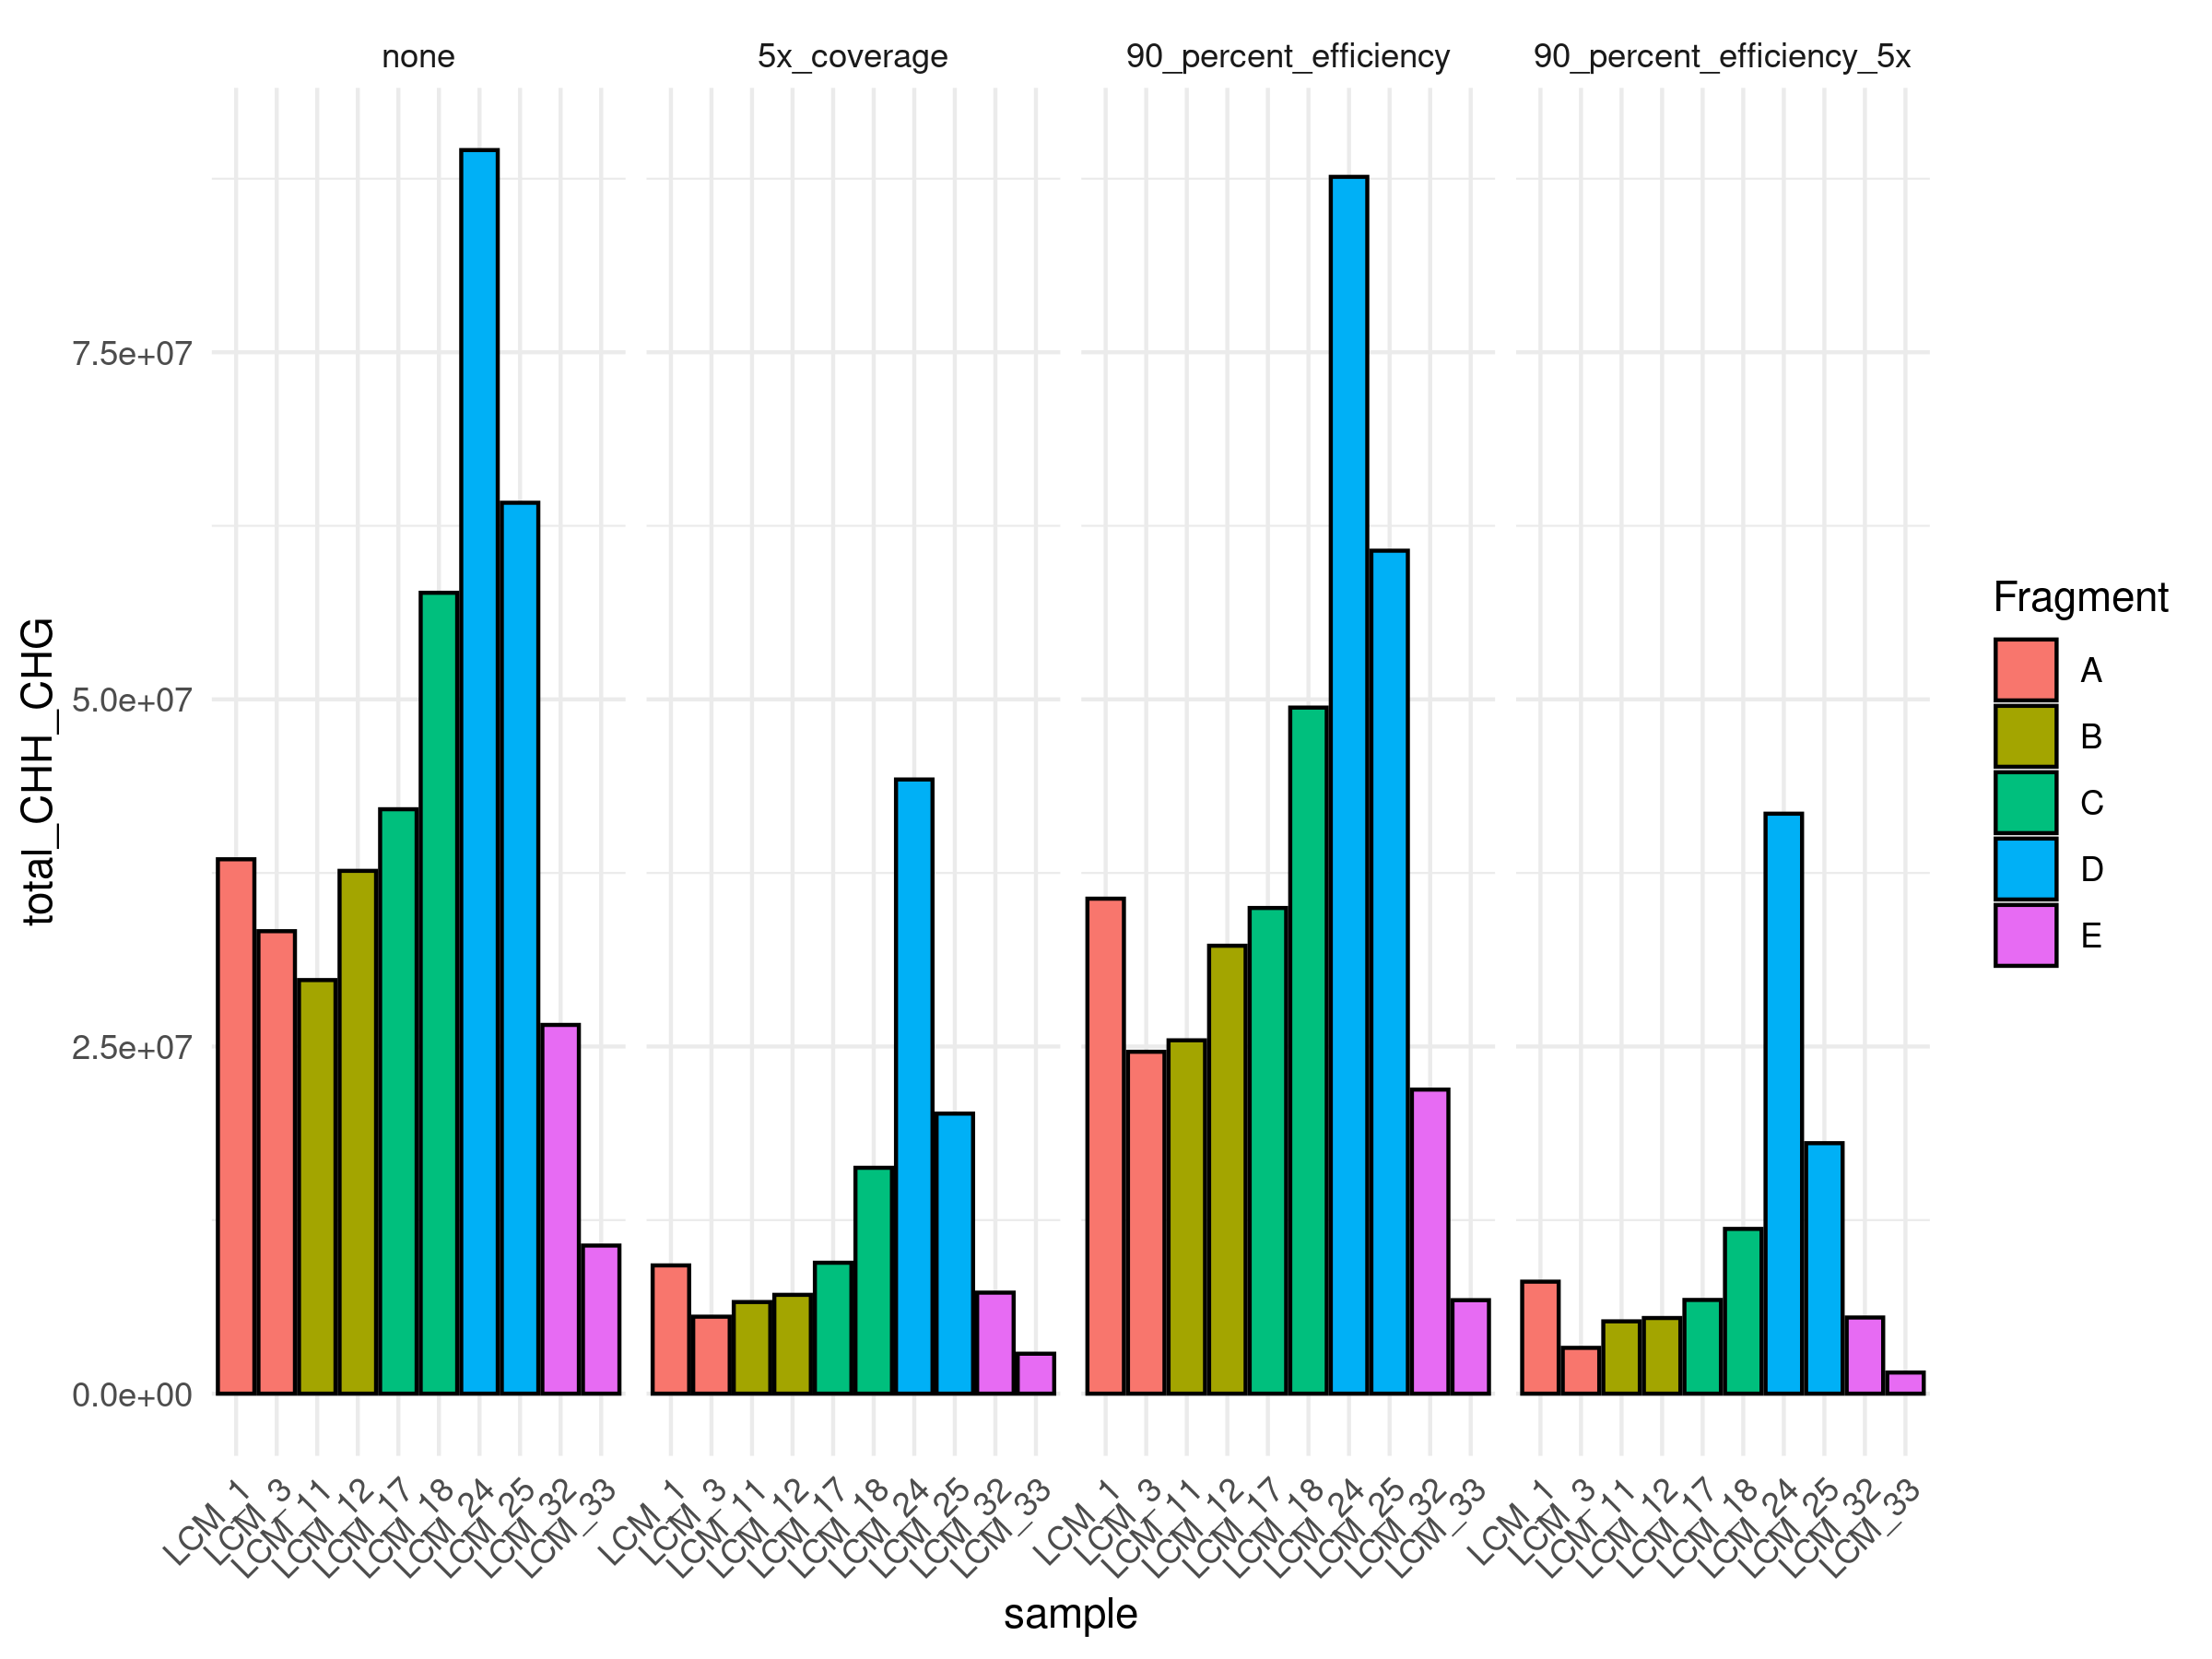 none
5x_coverage
90_percent_efficiency
90_percent_efficiency_5x
total_CHH_CHG
7.5e+07
5.0e+07
2.5e+07
0.0e+00
LCM_1
LCM_3
LCM_11
LCM_12
LCM_17
LCM_18
LCM_24
LCM_25
LCM_32
LCM_33
LCM_1
LCM_3
LCM_11
LCM_12
LCM_17
LCM_18
LCM_24
LCM_25
LCM_32
LCM_33
LCM_1
LCM_3
LCM_11
LCM_12
LCM_17
LCM_18
LCM_24
LCM_25
LCM_32
LCM_33
LCM_1
LCM_3
LCM_11
LCM_12
LCM_17
LCM_18
LCM_24
LCM_25
LCM_32
LCM_33
sample
Fragment
A
B
C
D
E